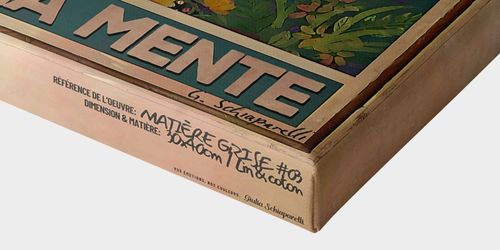 A MENTE
G. Schiaparelli
RÉFÉRENCE DE L'OEUVRE: MATIÈRE GRISE #03
DIMENSION & MATIÈRE: 30x40cm / Lin & coton
VOS ÉMOTIONS, NOS COULEURS. Giulia Schiaparelli